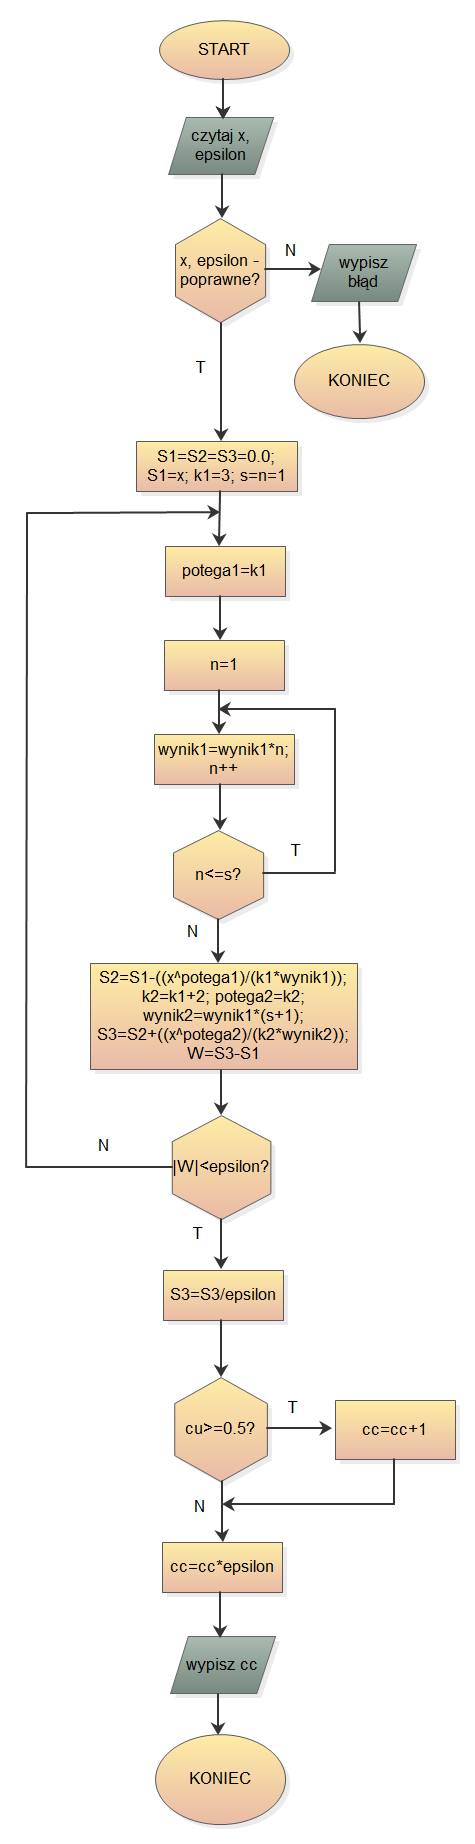 START
czytaj x,
epsilon
x, epsilon -
poprawne?
N
wypisz
błąd
KONIEC
T
S1=S2=S3=0.0;
S1=x; k1=3; s=n=1
potega1=k1
n=1
wynik1=wynik1*n;
n++
n<=s?
T
N
S2=S1-((x^potega1)/(k1*wynik1));
k2=k1+2; potega2=k2;
wynik2=wynik1*(s+1);
S3=S2+((x^potega2)/(k2*wynik2));
W=S3-S1
N
|W|<epsilon?
T
S3=S3/epsilon
cu>=0.5?
T
cc=cc+1
N
cc=cc*epsilon
wypisz cc
KONIEC